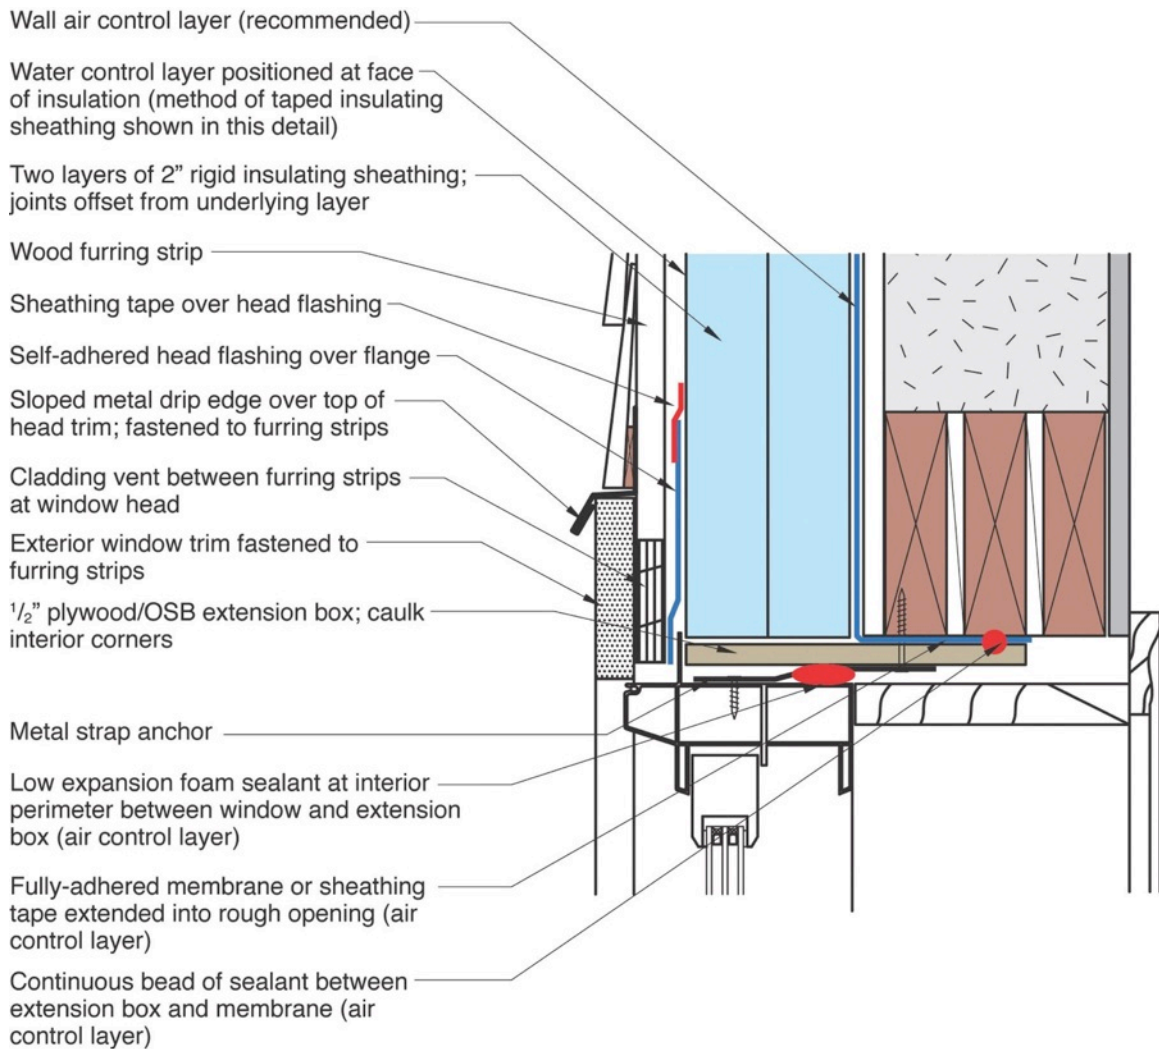 Wall air control layer (recommended)
Water control layer positioned at face
of insulation (method of taped insulating
sheathing shown in this detail)
Two layers of 2” rigid insulating sheathing;
joints offset from underlying layer
Wood furring strip
Sheathing tape over head flashing
Self-adhered head flashing over flange
Sloped metal drip edge over top of
head trim; fastened to furring strips
Cladding vent between furring strips
at window head
Exterior window trim fastened to
furring strips
1/2” plywood/OSB extension box; caulk
interior corners
Metal strap anchor
Low expansion foam sealant at interior
perimeter between window and extension
box (air control layer)
Fully-adhered membrane or sheathing
tape extended into rough opening (air
control layer)
Continuous bead of sealant between
extension box and membrane (air
control layer)